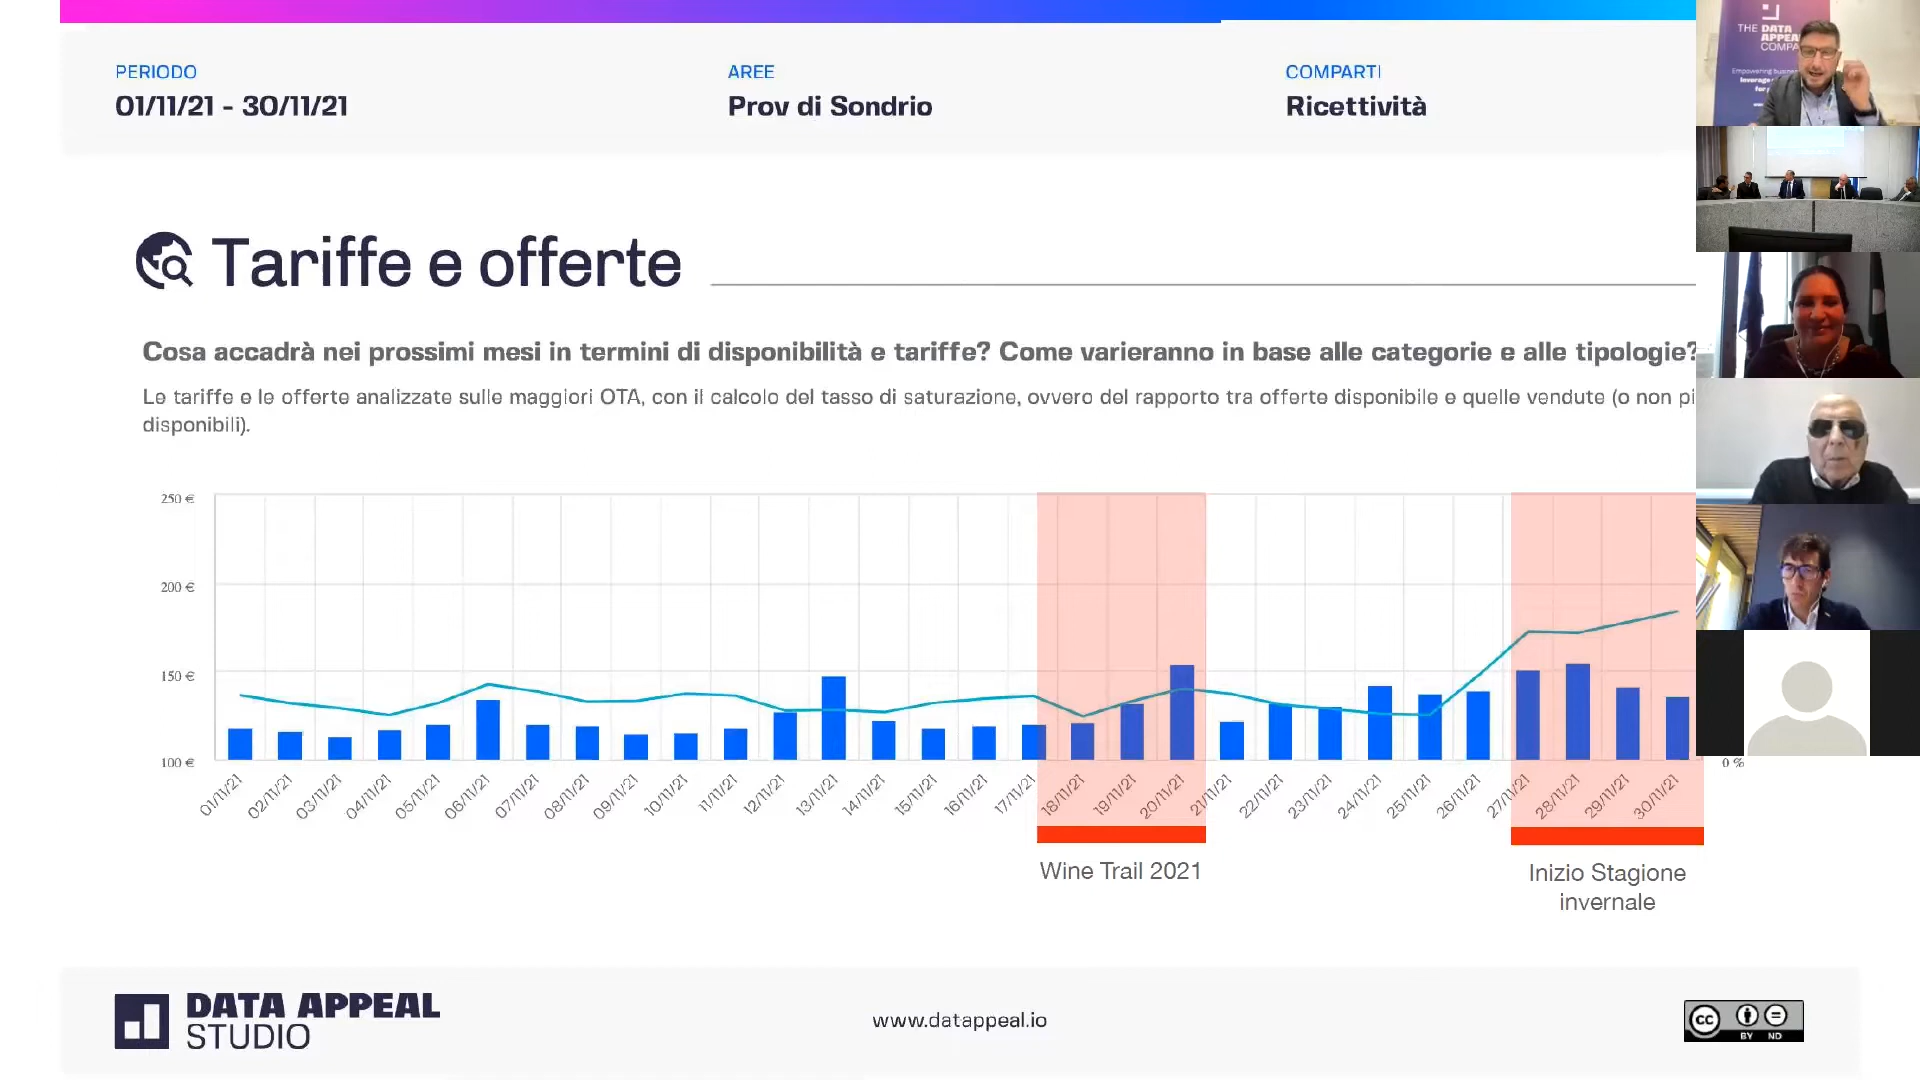 PERIODO
01/11/21 - 30/11/21
AREE
Prov di Sondrio
COMPARTI
Ricettività
THE DATA
COMPA
Tariffe e offerte
Cosa accadrà nei prossimi mesi in termini di disponibilità e tariffe? Come varieranno in base alle categorie e alle tipologie?
Le tariffe e le offerte analizzate sulle maggiori OTA, con il calcolo del tasso di saturazione, ovvero del rapporto tra offerte disponibile e quelle vendute (o non pi
disponibili).
250 €
200 €
150 €
100 €
0 %
01/11/21 02/11/21 03/11/21 04/11/21 05/11/21 06/11/21 07/11/21 08/11/21 09/11/21 10/11/21 11/11/21 12/11/21 13/11/21 14/11/21 15/11/21 16/11/21 17/11/21 18/11/21 19/11/21 20/11/21 21/11/21 22/11/21 23/11/21 24/11/21 25/11/21 26/11/21 27/11/21 28/11/21 29/11/21 30/11/21
Wine Trail 2021
Inizio Stagione
invernale
DATA APPEAL
STUDIO
www.datappeal.io
CC
BY ND